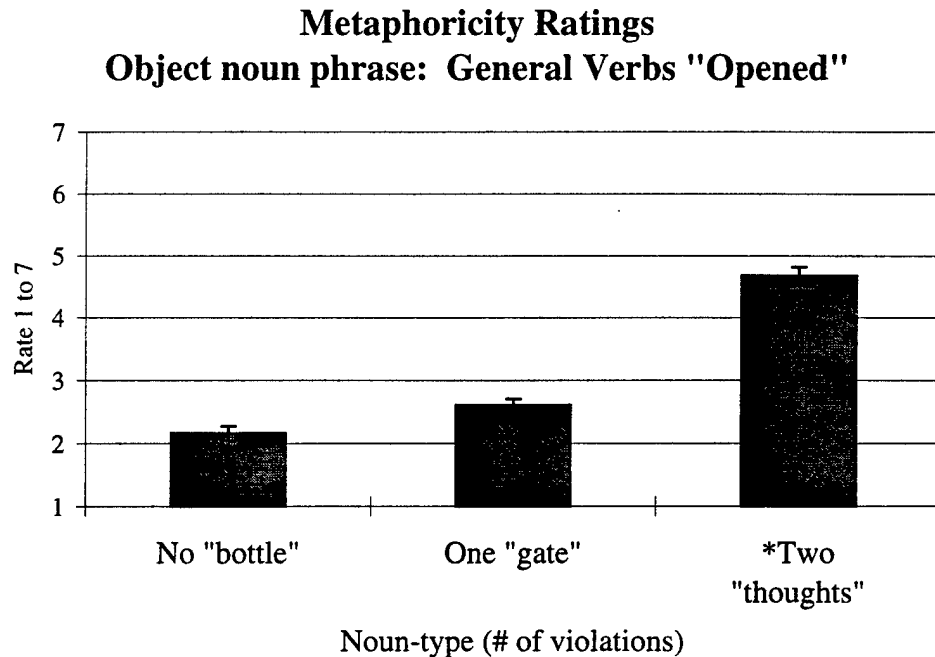 Metaphoricity Ratings
Object noun phrase: General Verbs "Opened"
Rate 1 to 7
7
6
5
4
3
2
1
No "bottle"
One "gate"
*Two
"thoughts"
Noun-type (# of violations)